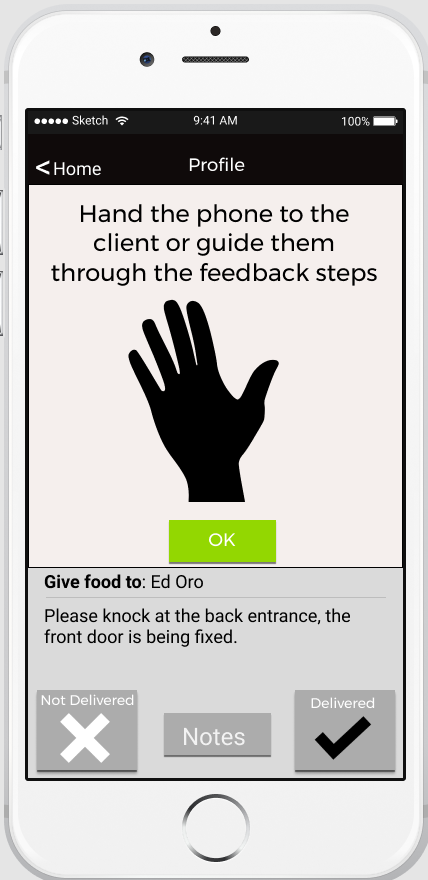 Sketch 9:41 AM 100%
< Home Profile
Hand the phone to the
client or guide them
through the feedback steps
OK
Give food to: Ed Oro
Please knock at the back entrance, the
front door is being fixed.
Not Delivered
Notes
Delivered